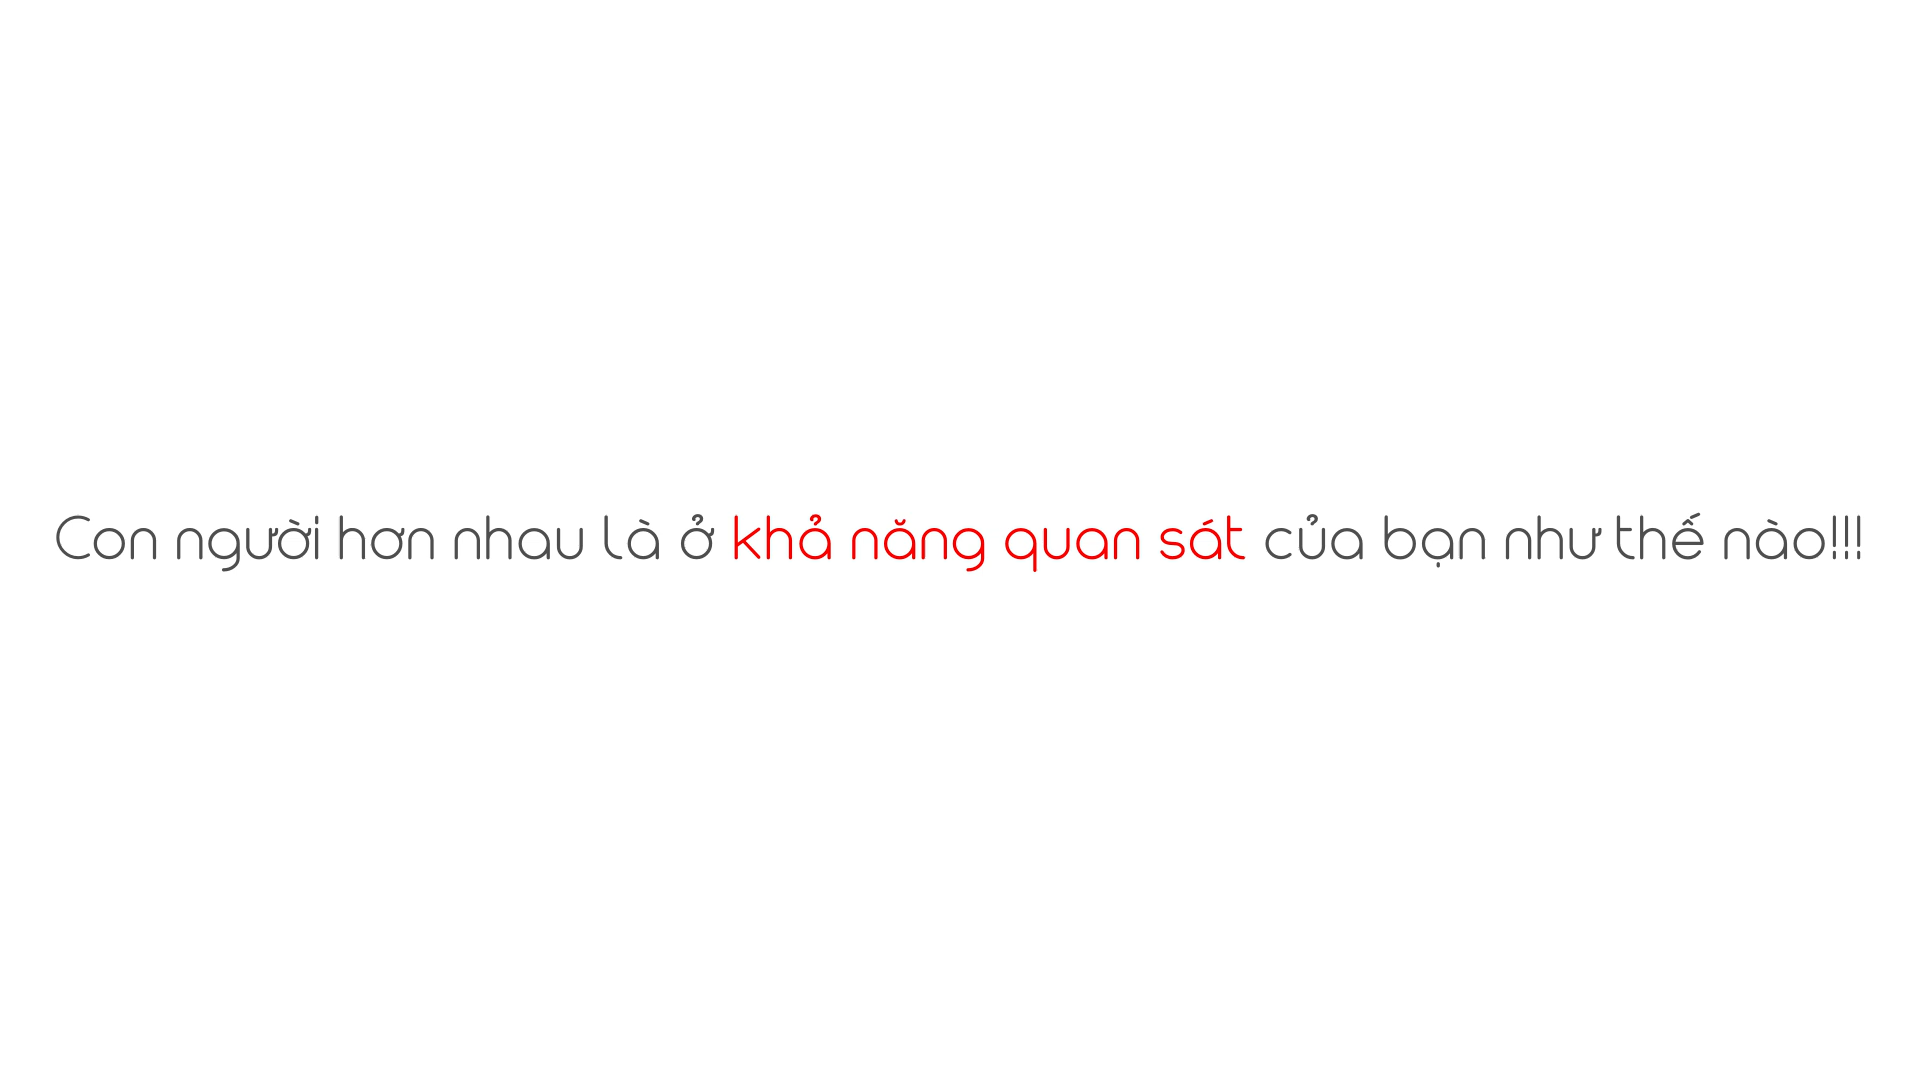 Con người hơn nhau là ở khả năng quan sát của bạn như thế nào!!!